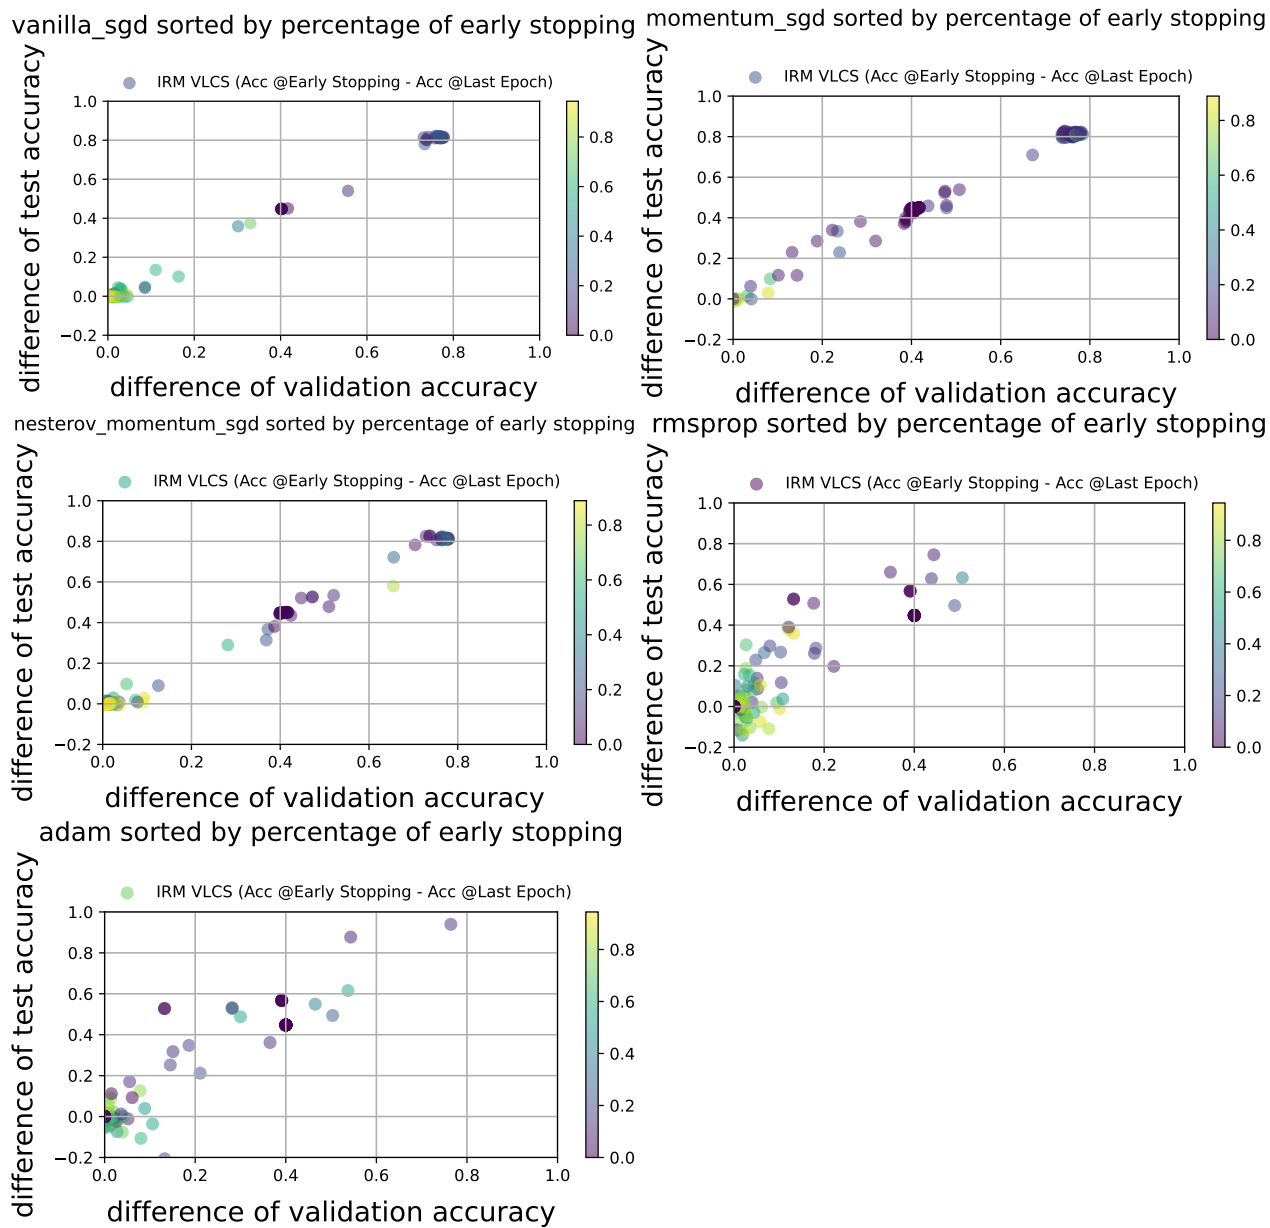 vanilla_sgd sorted by percentage of early stopping
IRM VLCS (Acc @Early Stopping - Acc @Last Epoch)
difference of test accuracy
1.0
0.8
0.6
0.4
0.2
0.0
−0.2
0.0 0.2 0.4 0.6 0.8 1.0
difference of validation accuracy
0.8
0.6
0.4
0.2
0.0
momentum_sgd sorted by percentage of early stopping
IRM VLCS (Acc @Early Stopping - Acc @Last Epoch)
difference of test accuracy
1.0
0.8
0.6
0.4
0.2
0.0
−0.2
0.0 0.2 0.4 0.6 0.8 1.0
difference of validation accuracy
0.8
0.6
0.4
0.2
0.0
nesterov_momentum_sgd sorted by percentage of early stopping
IRM VLCS (Acc @Early Stopping - Acc @Last Epoch)
difference of test accuracy
1.0
0.8
0.6
0.4
0.2
0.0
−0.2
0.0 0.2 0.4 0.6 0.8 1.0
difference of validation accuracy
0.8
0.6
0.4
0.2
0.0
rmsprop sorted by percentage of early stopping
IRM VLCS (Acc @Early Stopping - Acc @Last Epoch)
difference of test accuracy
1.0
0.8
0.6
0.4
0.2
0.0
−0.2
0.0 0.2 0.4 0.6 0.8 1.0
difference of validation accuracy
0.8
0.6
0.4
0.2
0.0
adam sorted by percentage of early stopping
IRM VLCS (Acc @Early Stopping - Acc @Last Epoch)
difference of test accuracy
1.0
0.8
0.6
0.4
0.2
0.0
−0.2
0.0 0.2 0.4 0.6 0.8 1.0
difference of validation accuracy
0.8
0.6
0.4
0.2
0.0